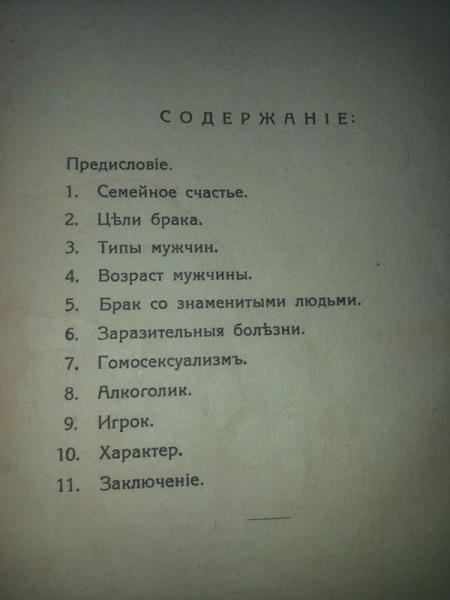 СОДЕРЖАНІЕ:
Предисловіе.
1. Семейное счастье.
2. Цѣли брака.
3. Типы мужчин.
4. Возраст мужчины.
5. Брак со знаменитыми людьми.
6. Заразительныя болѣзни.
7. Гомосексуализмъ.
8. Алкоголик.
9. Игрок.
10. Характер.
11. Заключеніе.